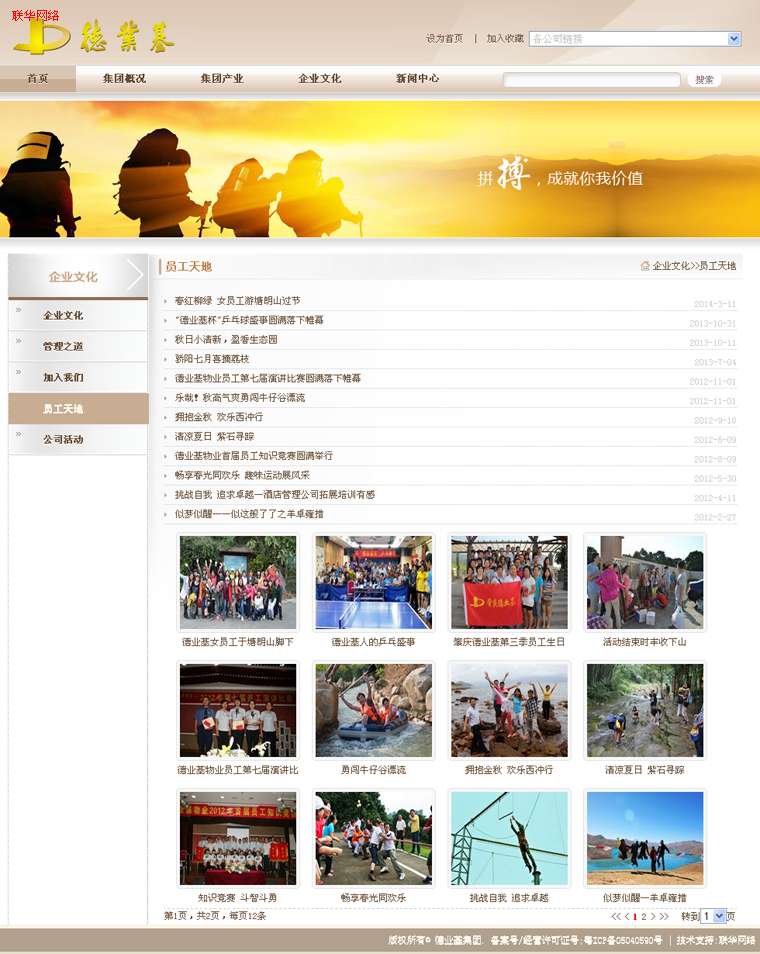 联华网络
德业基
设为首页 | 加入收藏 各公司链接
首页 集团概况 集团产业 企业文化 新闻中心 搜索
拼搏，成就你我价值
企业文化
企业文化
管理之道
加入我们
员工天地
公司活动
员工天地 企业文化>>员工天地
春红柳绿 女员工游塘朗山过节 2014-3-11
“德业基杯”乒乓球盛事圆满落下帷幕 2013-10-31
秋日小清新，盈香生态园 2013-10-11
骄阳七月喜摘荔枝 2013-7-04
德业基物业员工第七届演讲比赛圆满落下帷幕 2012-11-01
乐哉！秋高气爽勇闯牛仔谷漂流 2012-11-01
拥抱金秋 欢乐西冲行 2012-9-18
清凉夏日 紫石寻踪 2012-8-09
德业基物业首届员工知识竞赛圆满举行 2012-8-09
畅享春光同欢乐 趣味运动展风采 2012-5-30
挑战自我 追求卓越—酒店管理公司拓展培训有感 2012-4-11
似梦似醒——似这般了了之羊卓雍措 2012-2-27
德业基女员工于塘朗山脚下 德业基人的乒乓盛事 肇庆德业基第三季员工生日 活动结束时丰收下山
德业基物业员工第七届演讲比 勇闯牛仔谷漂流 拥抱金秋 欢乐西冲行 清凉夏日 紫石寻踪
知识竞赛 斗智斗勇 畅享春光同欢乐 挑战自我 追求卓越 似梦似醒—羊卓雍措
第1页，共2页，每页12条 << < 1 2 > >> 转到 1 页
版权所有© 德业基集团. 备案号/经营许可证号:粤ICP备05040590号 | 技术支持:联华网络